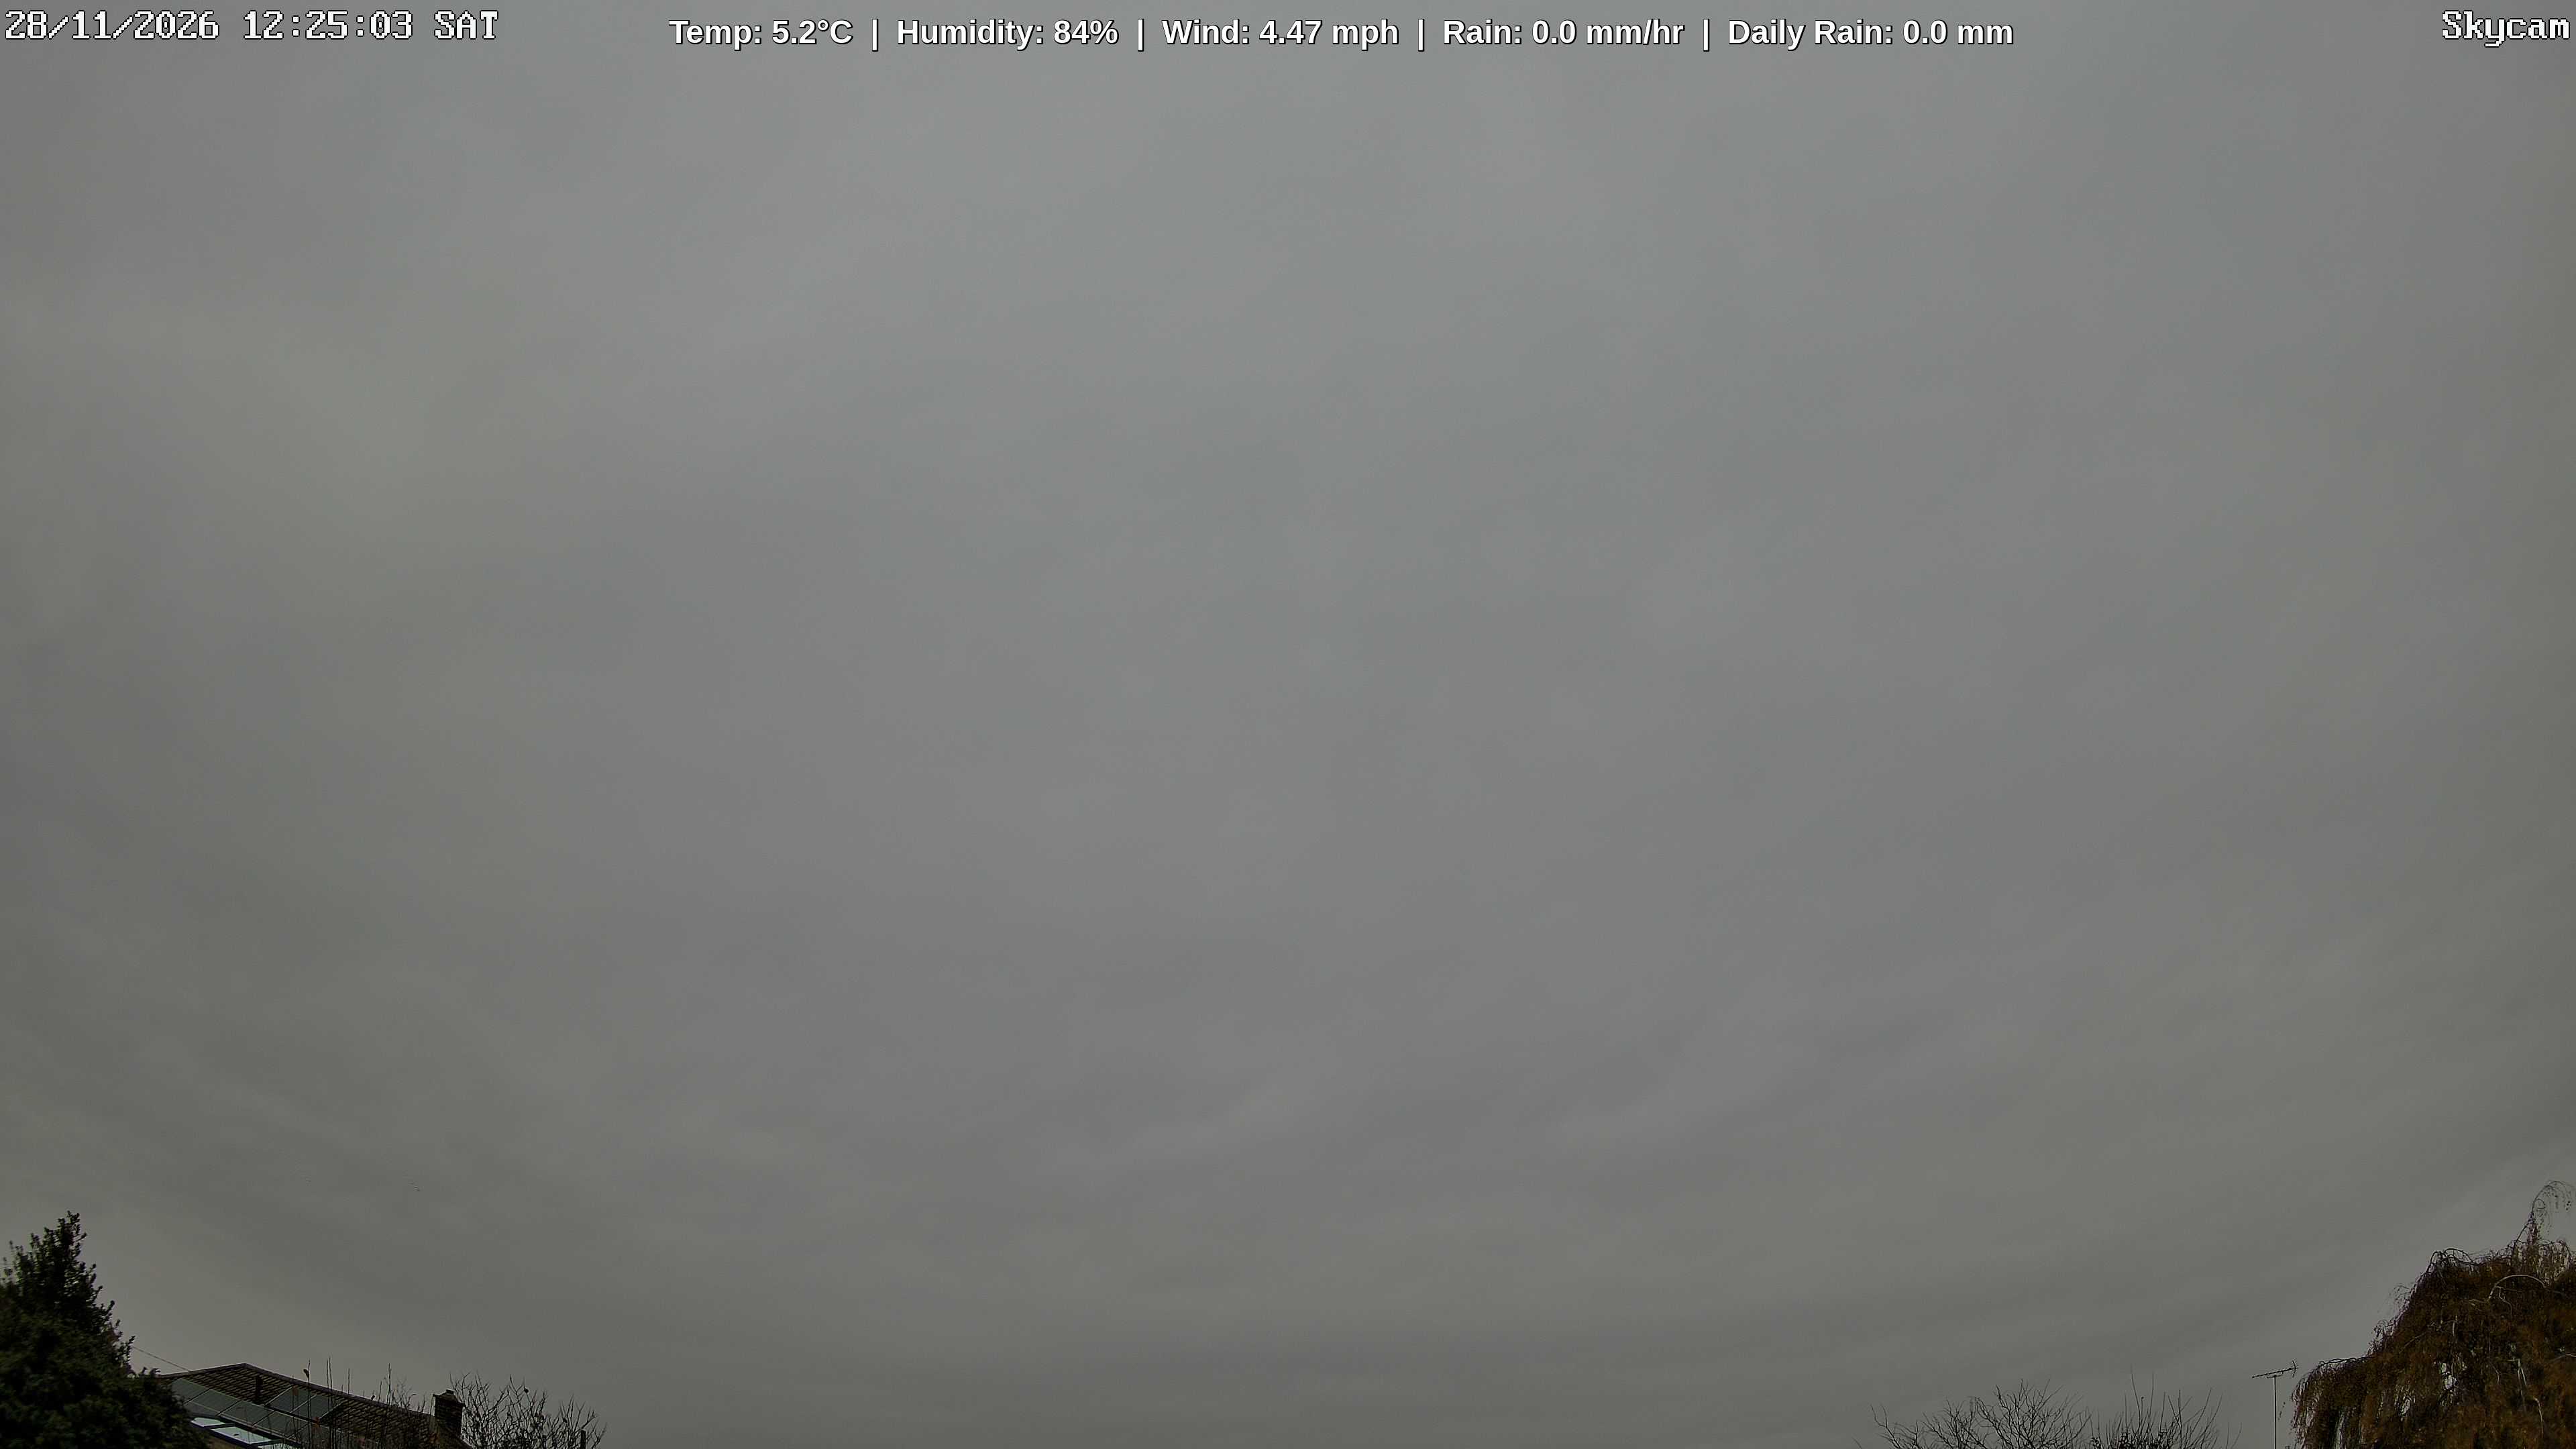 28/11/2026 12:25:03 SAT
Temp: 5.2°C | Humidity: 84% | Wind: 4.47 mph | Rain: 0.0 mm/hr | Daily Rain: 0.0 mm
Skycam